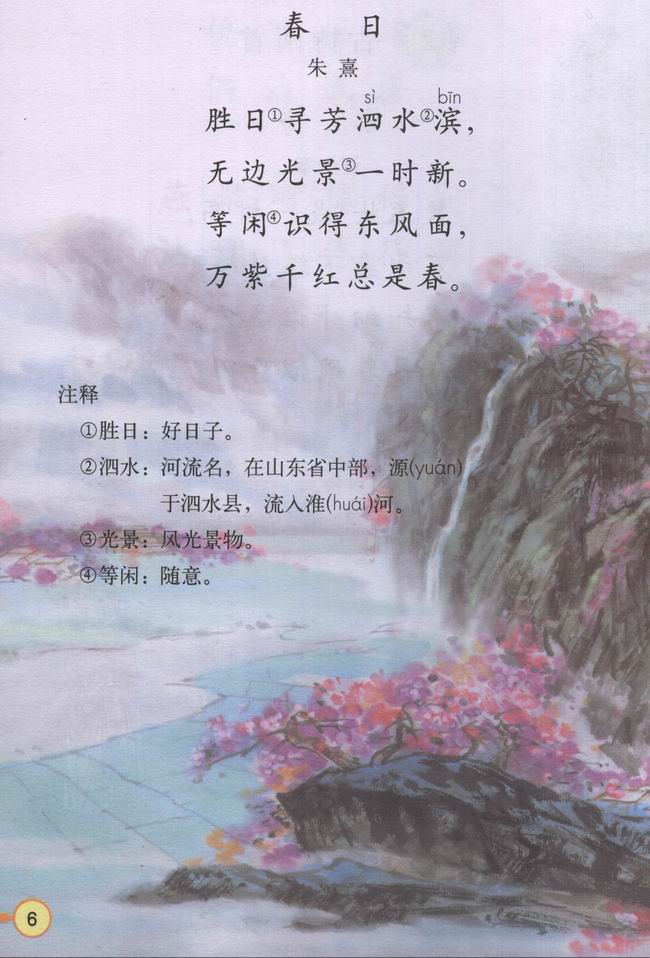 春 日
朱 熹
sì bīn
胜日①寻芳泗水②滨，
无边光景③一时新。
等闲④识得东风面，
万紫千红总是春。
注释
①胜日：好日子。
②泗水：河流名，在山东省中部，源(yuán)
于泗水县，流入淮(huái)河。
③光景：风光景物。
④等闲：随意。
6